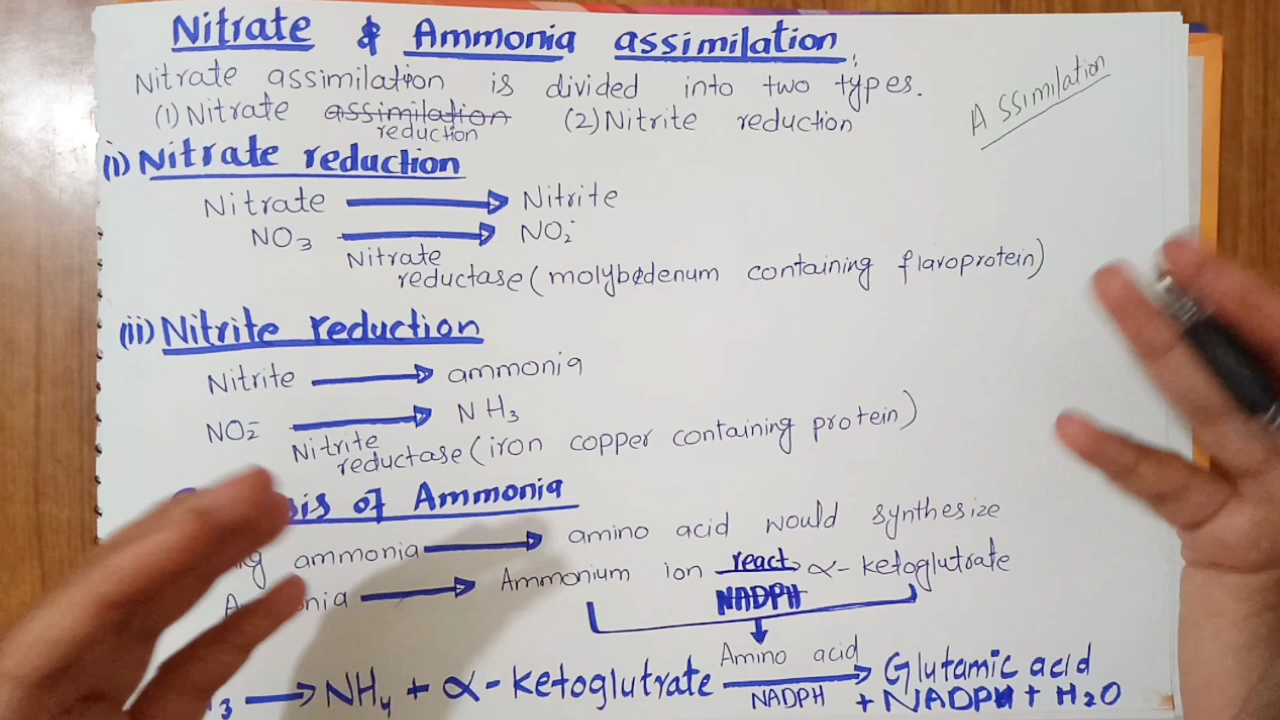 Nitrate & Ammonia assimilation
Nitrate assimilation is divided into two types.
(1) Nitrate assimilation (2) Nitrite reduction
reduction
Assimilation
(i) Nitrate reduction
Nitrate → Nitrite
NO3 → NO2-
Nitrate
reductase (molybdenum containing flavoprotein)
(ii) Nitrite reduction
Nitrite → ammonia
NO2- → NH3
Nitrite
reductase (iron copper containing protein)
of Ammonia
ammonia → amino acid would synthesize
→ Ammonium ion react α- ketoglutrate
NADPH
Amino acid
→ NH4 + α- ketoglutrate → Glutamic acid
NADPH + NADPH + H2O